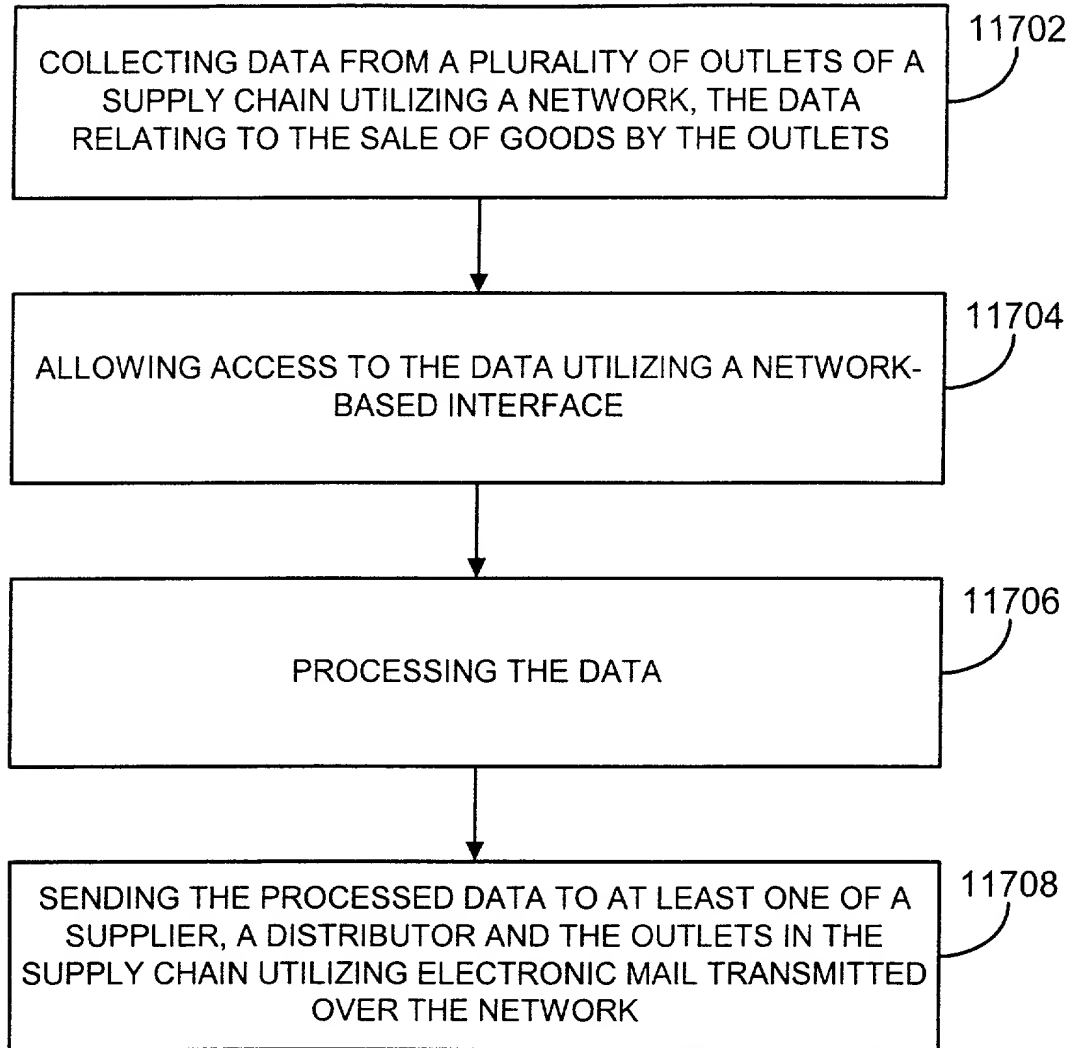 11702
COLLECTING DATA FROM A PLURALITY OF OUTLETS OF A
SUPPLY CHAIN UTILIZING A NETWORK, THE DATA
RELATING TO THE SALE OF GOODS BY THE OUTLETS
11704
ALLOWING ACCESS TO THE DATA UTILIZING A NETWORK-
BASED INTERFACE
11706
PROCESSING THE DATA
11708
SENDING THE PROCESSED DATA TO AT LEAST ONE OF A
SUPPLIER, A DISTRIBUTOR AND THE OUTLETS IN THE
SUPPLY CHAIN UTILIZING ELECTRONIC MAIL TRANSMITTED
OVER THE NETWORK